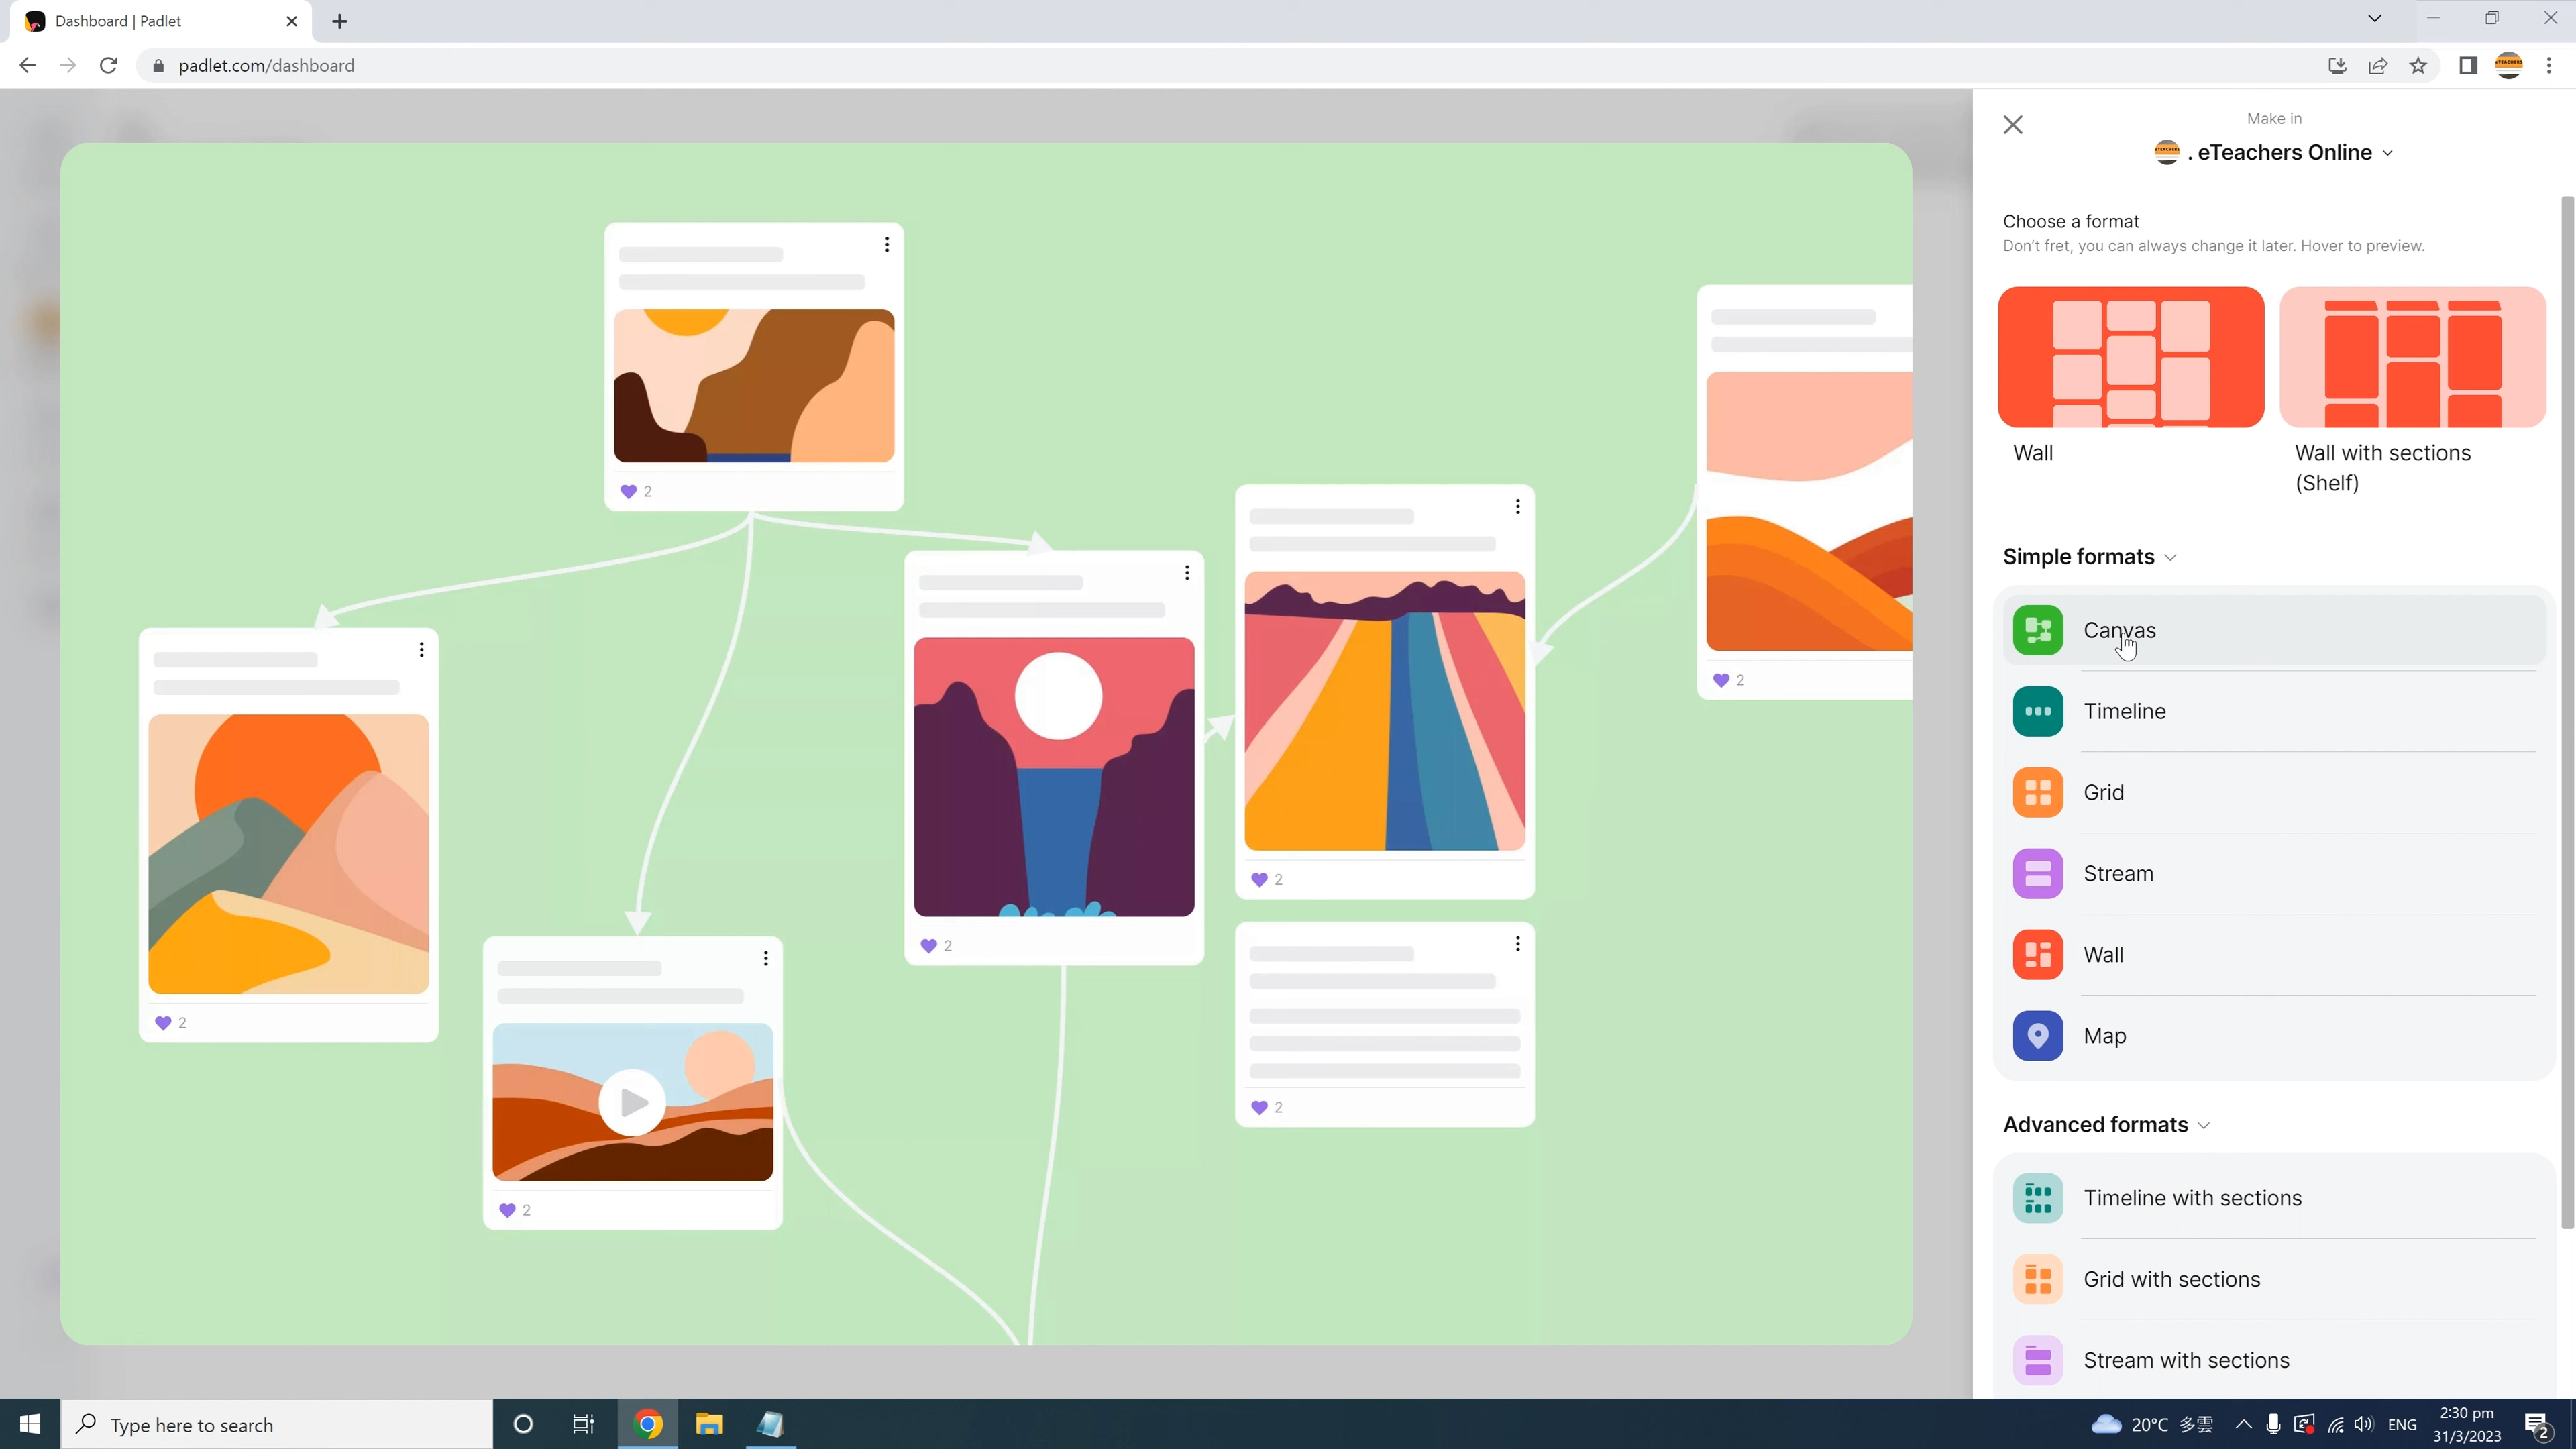 Dashboard | Padlet
padlet.com/dashboard
Make in
. eTeachers Online
Choose a format
Don't fret, you can always change it later. Hover to preview.
Wall
Wall with sections
(Shelf)
Simple formats
Canvas
Timeline
Grid
Stream
Wall
Map
Advanced formats
Timeline with sections
Grid with sections
Stream with sections
2
2
2
2
2
2
2
Type here to search
20°C 多雲
ENG
2:30 pm
31/3/2023
2